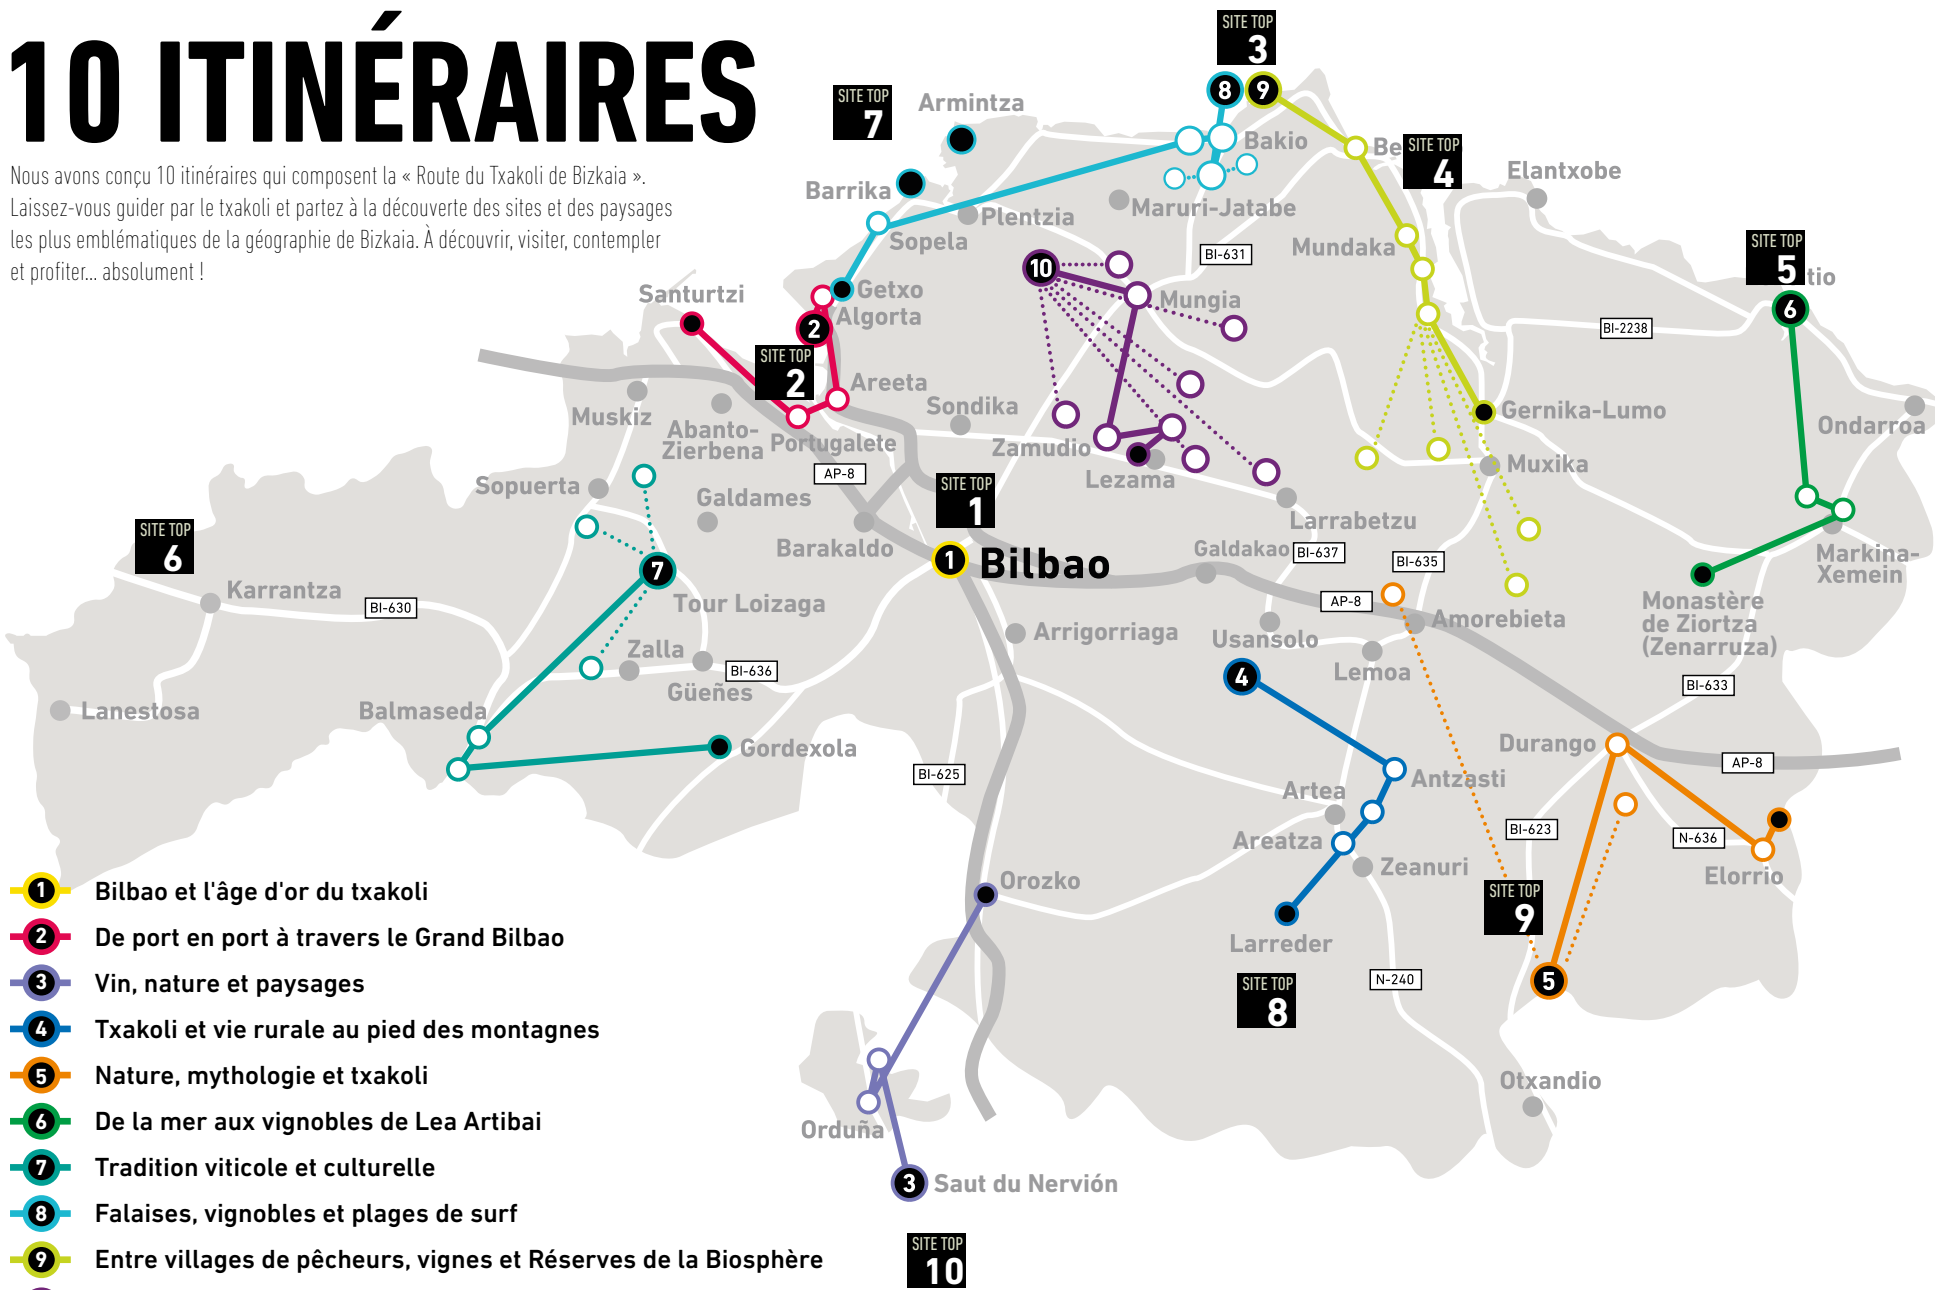 10 ITINÉRAIRES
Nous avons conçu 10 itinéraires qui composent la « Route du Txakoli de Bizkaia ».
Laissez-vous guider par le txakoli et partez à la découverte des sites et des paysages
les plus emblématiques de la géographie de Bizkaia. À découvrir, visiter, contempler
et profiter... absolument !
SITE TOP
3
8
9
SITE TOP
7
Armintza
Bakio
Be
SITE TOP
4
Elantxobe
Barrika
Plentzia
Maruri-Jatabe
Sopela
Mundaka
BI-631
SITE TOP
5
tio
10
Santurtzi
Getxo
Algorta
Mungia
6
2
BI-2238
SITE TOP
2
Areeta
Sondika
Muskiz
Abanto-
Zierbena
Portugalete
Zamudio
Gernika-Lumo
Ondarroa
AP-8
Lezama
Muxika
Sopuerta
Galdames
SITE TOP
1
Larrabetzu
SITE TOP
6
Barakaldo
1
Bilbao
Galdakao
BI-637
BI-635
Markina-
Xemein
7
Karrantza
BI-630
Tour Loizaga
AP-8
Amorebieta
Monastère
de Ziortza
(Zenarruza)
Arrigorriaga
Usansolo
Zalla
BI-636
Güeñes
Lemoa
4
BI-633
Lanestosa
Balmaseda
Gordexola
Durango
AP-8
BI-625
Antzasti
Artea
Areatza
BI-623
N-636
Zeanuri
Elorrio
Orozko
SITE TOP
9
Larreder
N-240
5
SITE TOP
8
Otxandio
Orduña
3
Saut du Nervión
SITE TOP
10
1 Bilbao et l'âge d'or du txakoli
2 De port en port à travers le Grand Bilbao
3 Vin, nature et paysages
4 Txakoli et vie rurale au pied des montagnes
5 Nature, mythologie et txakoli
6 De la mer aux vignobles de Lea Artibai
7 Tradition viticole et culturelle
8 Falaises, vignobles et plages de surf
9 Entre villages de pêcheurs, vignes et Réserves de la Biosphère